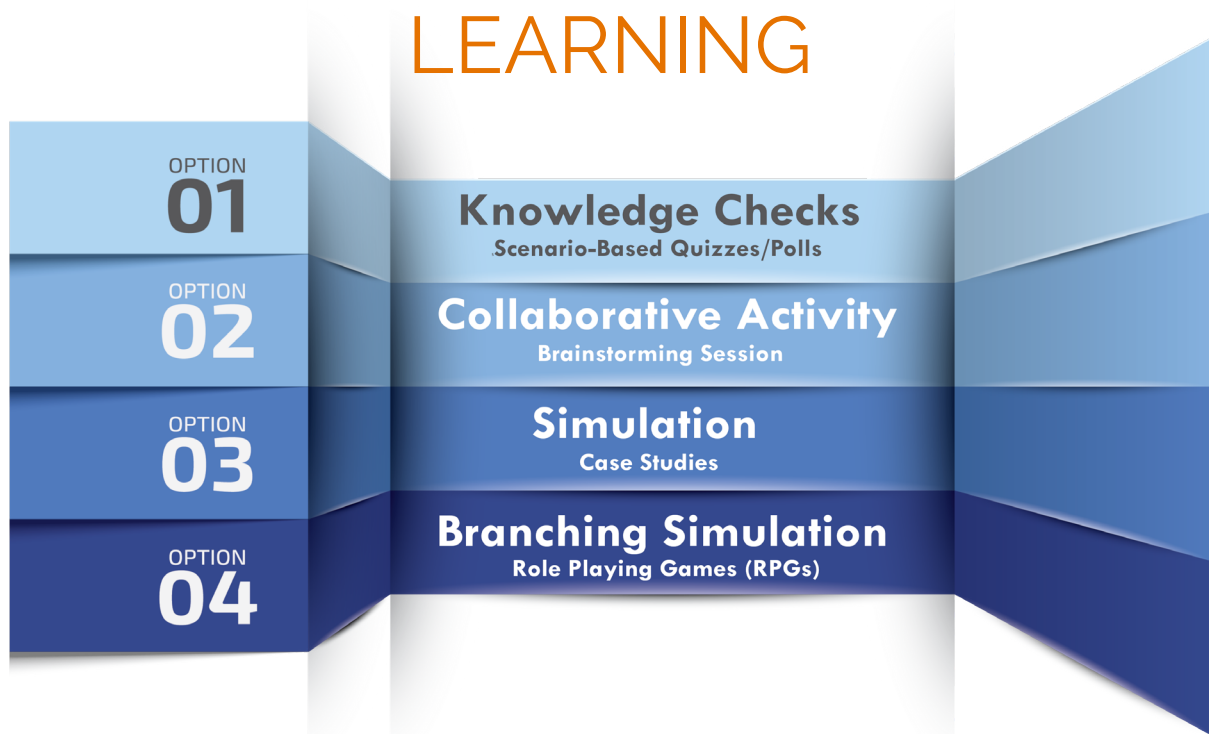 LEARNING
OPTION
01
Knowledge Checks
Scenario-Based Quizzes/Polls
OPTION
02
Collaborative Activity
Brainstorming Session
OPTION
03
Simulation
Case Studies
OPTION
04
Branching Simulation
Role Playing Games (RPGs)